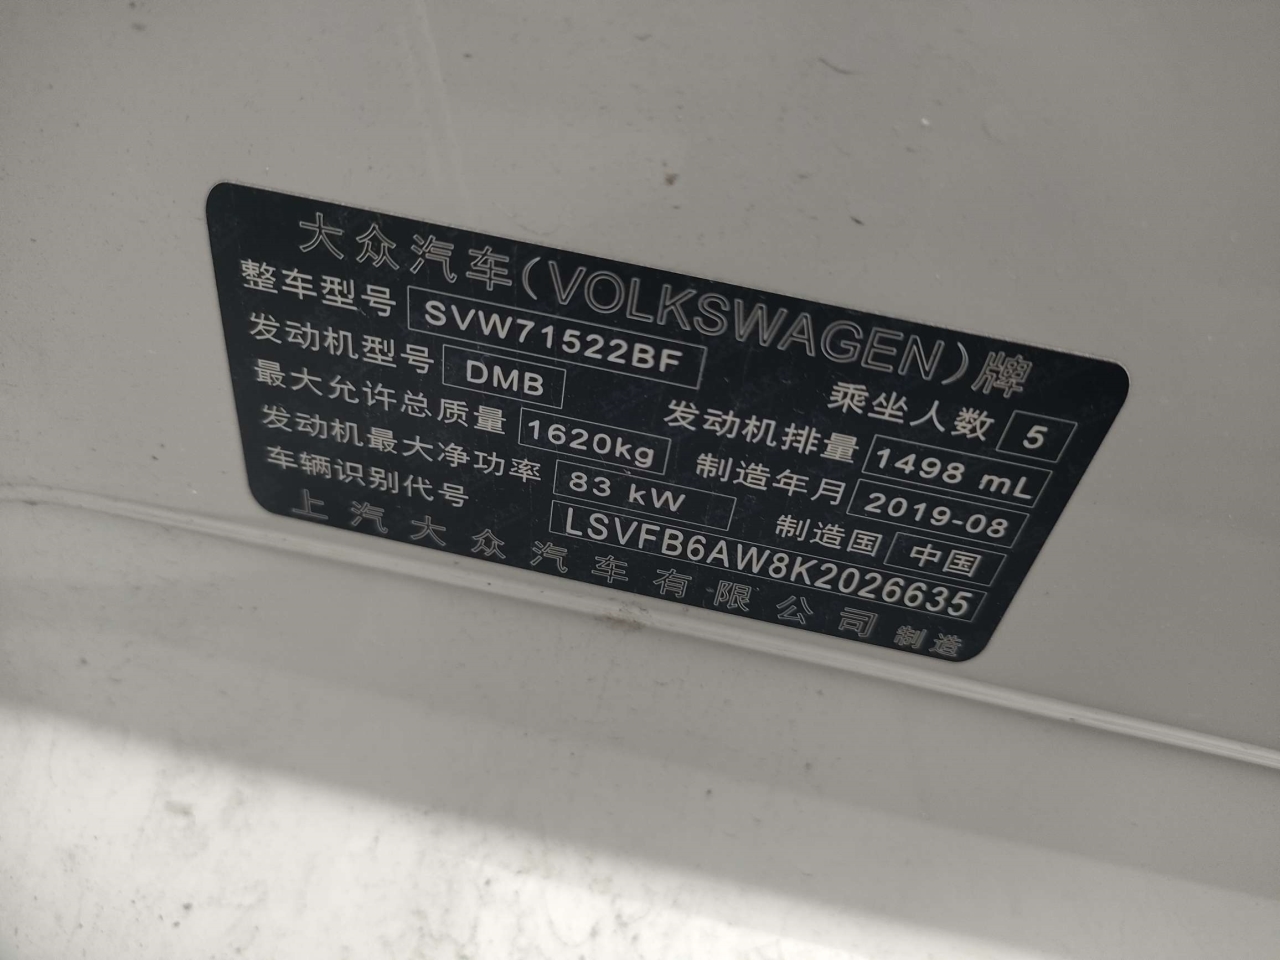 大众汽车(VOLKSWAGEN)牌
整车型号 SVW71522BF 乘坐人数 5
发动机型号 DMB 发动机排量 1498 mL
最大允许总质量 1620kg 制造年月 2019-08
发动机最大净功率 83 kW 制造国 中国
车辆识别代号 LSVFB6AW8K2026635
上汽大众汽车有限公司 制造